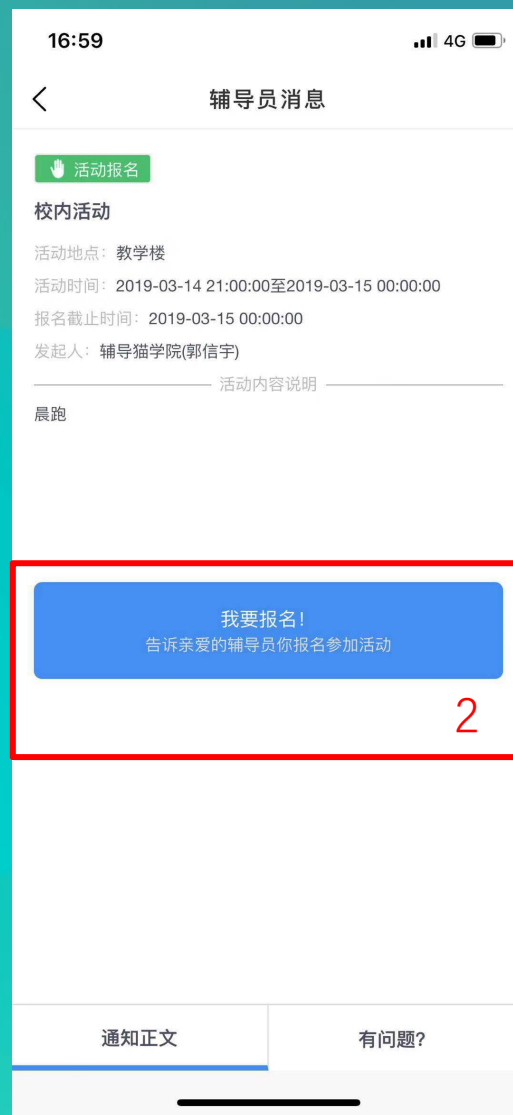 16:59
4G
辅导员消息
活动报名
校内活动
活动地点：教学楼
活动时间：2019-03-14 21:00:00至2019-03-15 00:00:00
报名截止时间：2019-03-15 00:00:00
发起人：辅导猫学院(郭信宇)
活动内容说明
晨跑
我要报名！
告诉亲爱的辅导员你报名参加活动
2
通知正文
有问题?